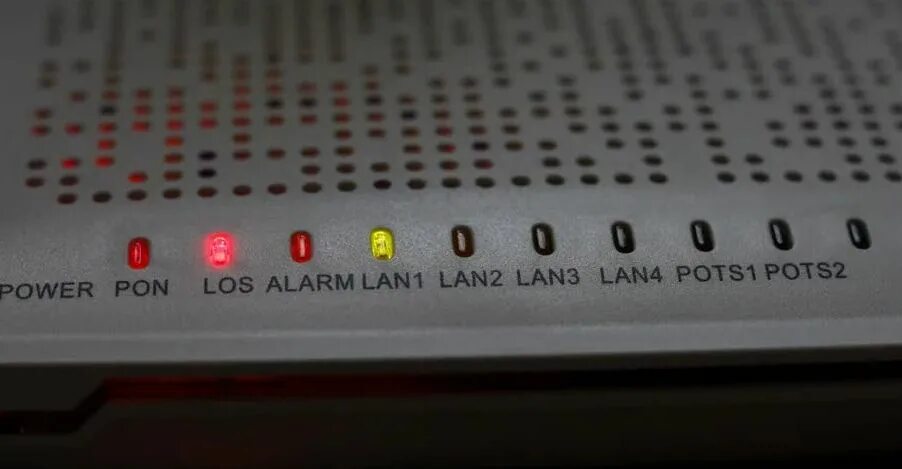 POWER PON LOS ALARM LAN1 LAN2 LAN3 LAN4 POTS1 POTS2